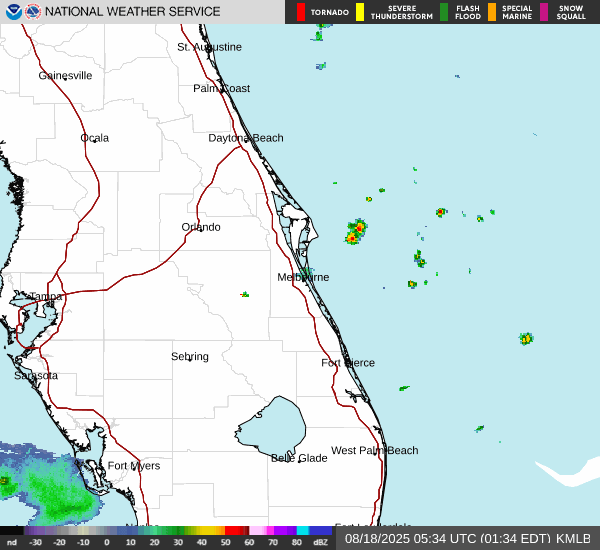 NATIONAL WEATHER SERVICE
TORNADO
SEVERE THUNDERSTORM
FLASH FLOOD
SPECIAL MARINE
SNOW SQUALL
St. Augustine
Gainesville
Palm Coast
Ocala
Daytona Beach
Orlando
Melbourne
Tampa
Sebring
Fort Pierce
Sarasota
West Palm Beach
Belle Glade
Fort Myers
nd -30 -20 -10 0 10 20 30 40 50 60 70 80 dBZ
08/18/2025 05:34 UTC (01:34 EDT) KMLB